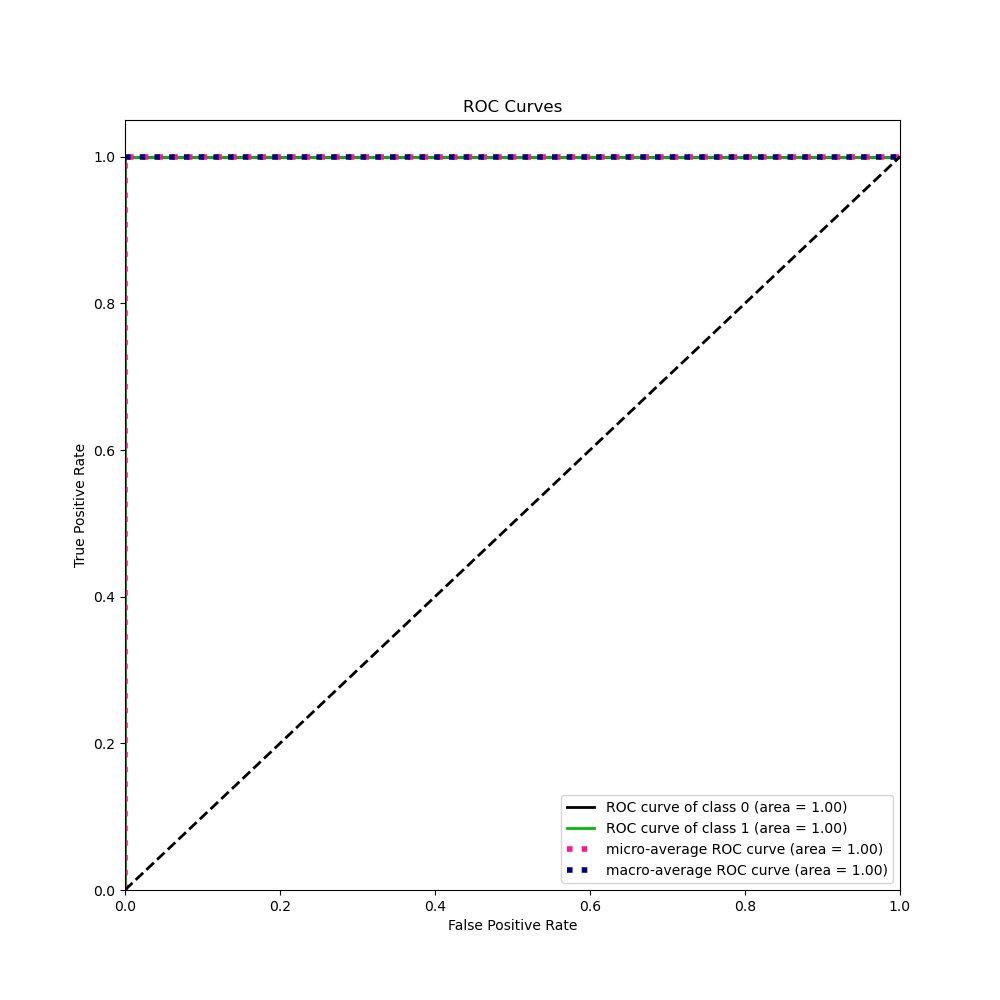 ROC Curves
1.0
0.8
0.6
0.4
0.2
0.0
True Positive Rate
0.0 0.2 0.4 0.6 0.8 1.0
False Positive Rate
ROC curve of class 0 (area = 1.00)
ROC curve of class 1 (area = 1.00)
micro-average ROC curve (area = 1.00)
macro-average ROC curve (area = 1.00)